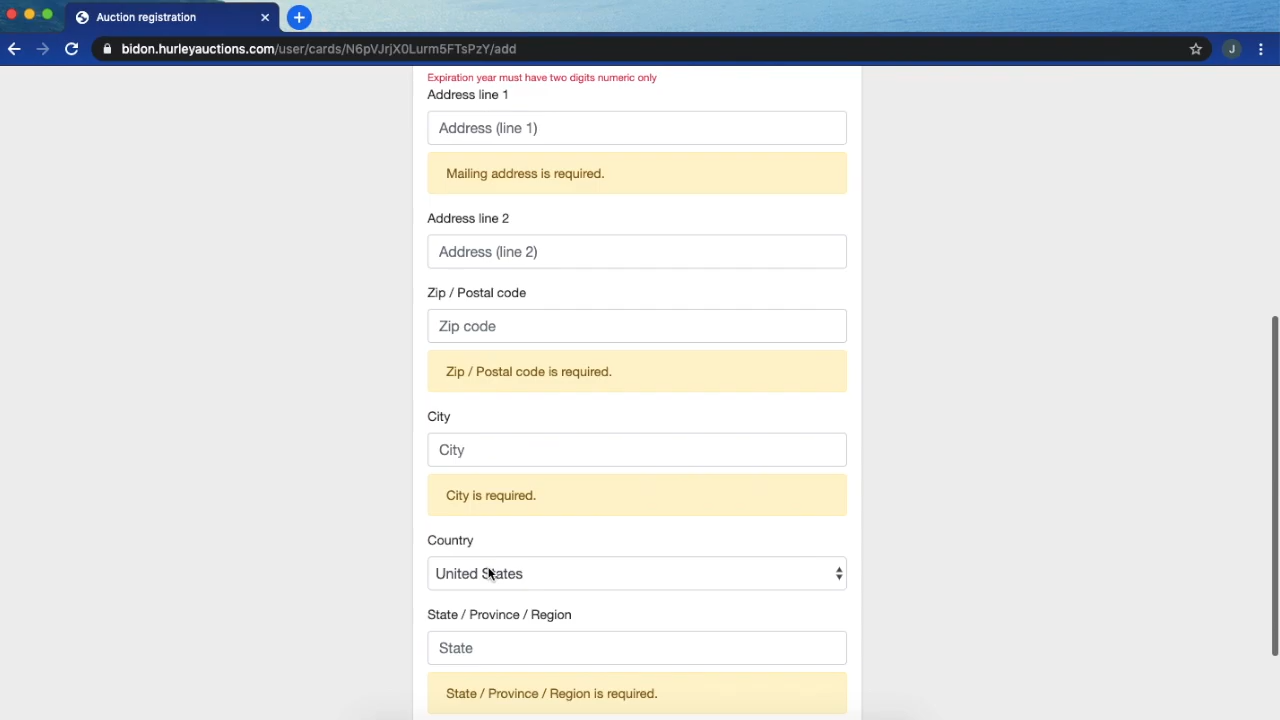 Auction registration
bidon.hurleyauctions.com/user/cards/N6pVJrjX0Lurm5FTsPzY/add
J
Expiration year must have two digits numeric only
Address line 1
Address (line 1)
Mailing address is required.
Address line 2
Address (line 2)
Zip / Postal code
Zip code
Zip / Postal code is required.
City
City
City is required.
Country
United States
State / Province / Region
State
State / Province / Region is required.